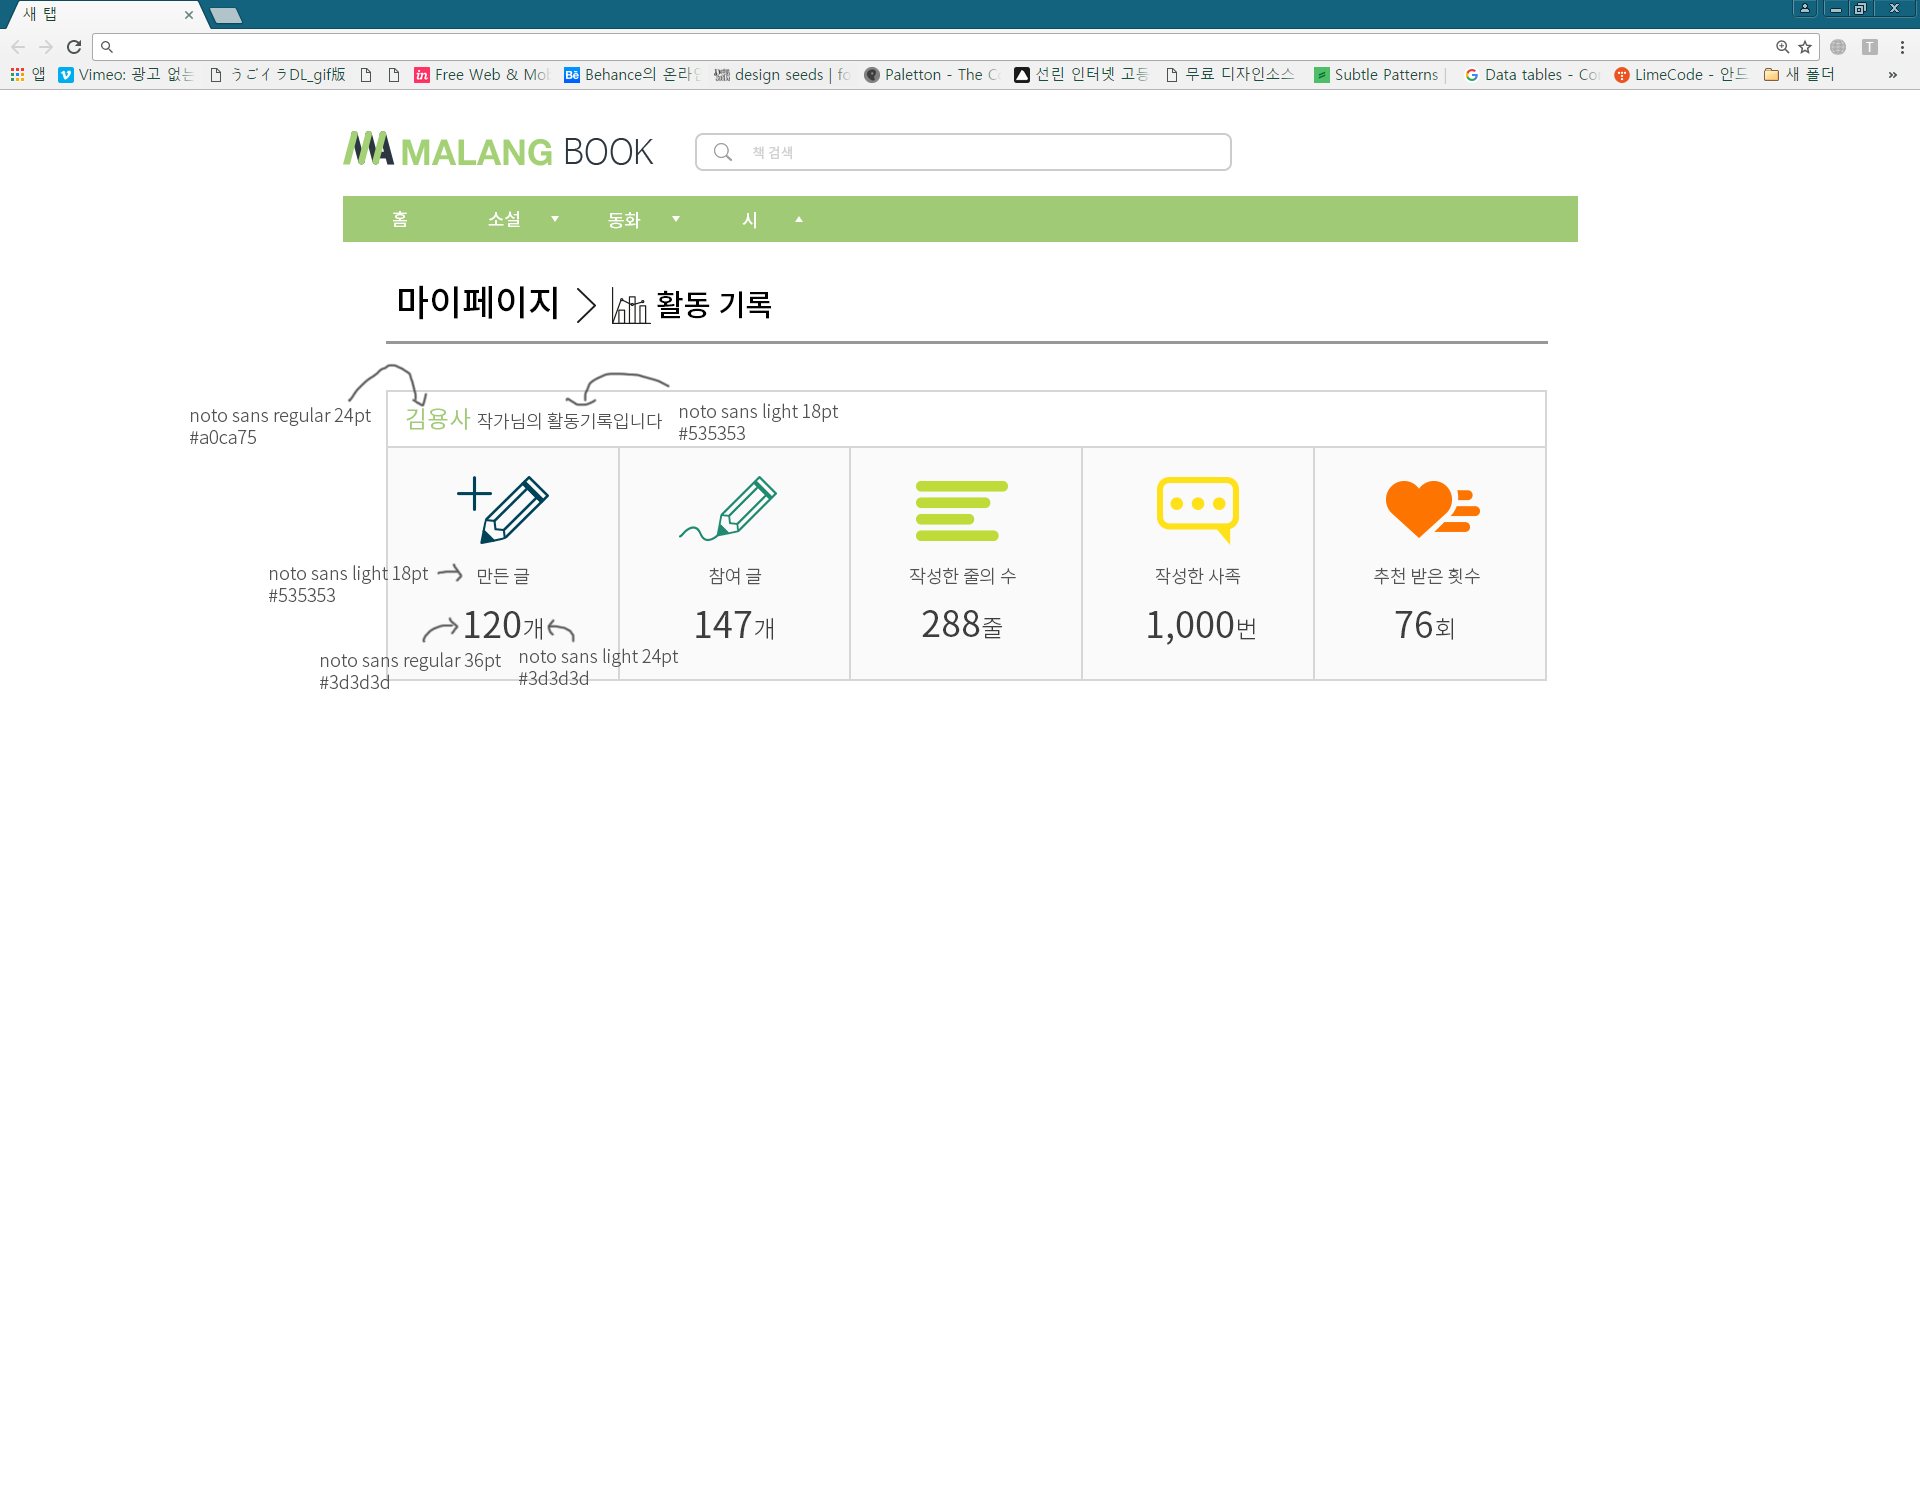 새 탭
앱 Vimeo: 광고 없는 うごイラDL_gif版 Free Web & Mob Behance의 온라인 design seeds | fo Paletton - The Co 선린 인터넷 고등 무료 디자인소스 Subtle Patterns | Data tables - Co LimeCode - 안드 새 폴더 »
MALANG BOOK
책 검색
홈 소설 동화 시
마이페이지 활동 기록
noto sans regular 24pt
#a0ca75
김용사 작가님의 활동기록입니다
noto sans light 18pt
#535353
noto sans light 18pt
#535353
만든 글 참여 글 작성한 줄의 수 작성한 사족 추천 받은 횟수
120개 147개 288줄 1,000번 76회
noto sans regular 36pt
#3d3d3d
noto sans light 24pt
#3d3d3d